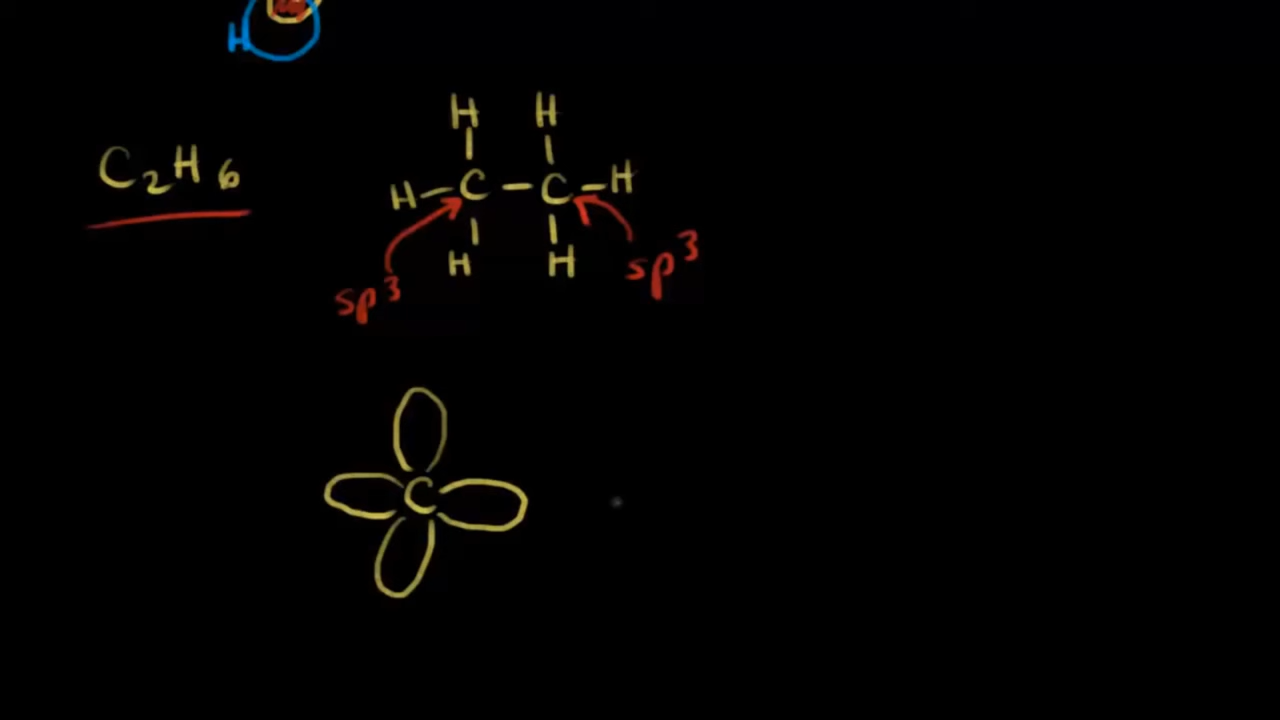 H
H H
C₂H₆ H–C–C–H
H H
sp³ sp³
C